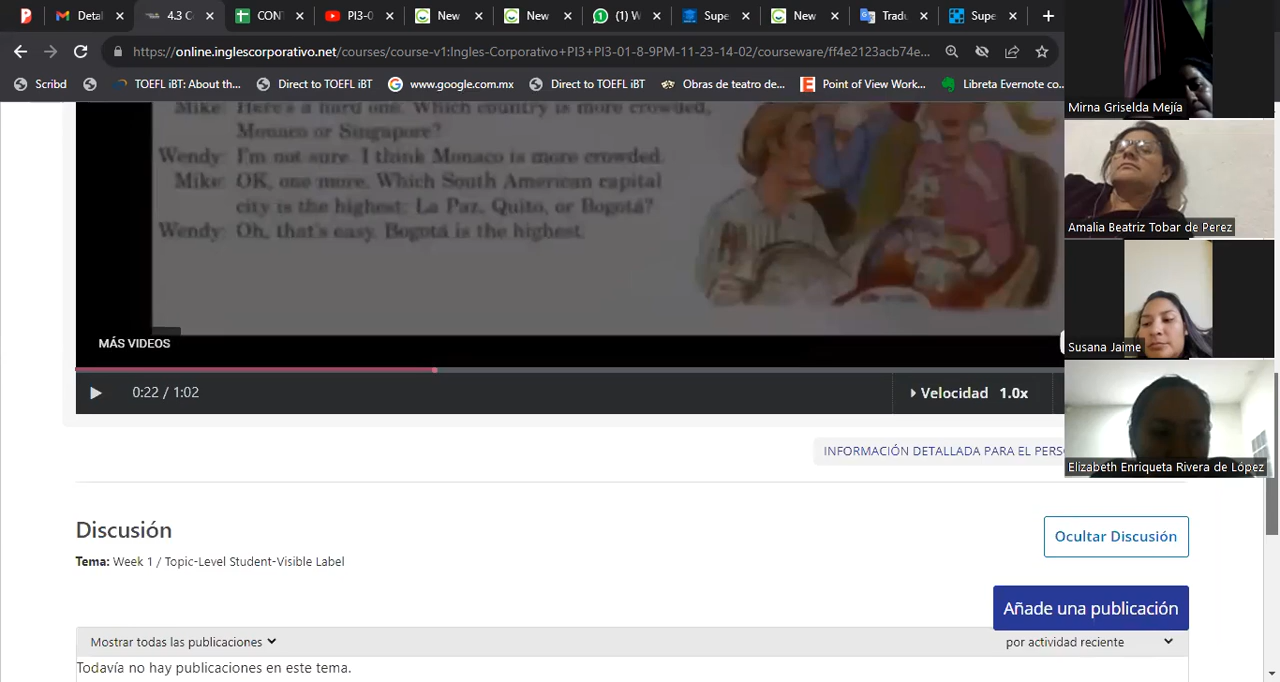 Detal
4.3 C
CONT
PI3-0
New
New
(1) W
Supe
New
Tradu
Supe
https://online.inglescorporativo.net/courses/course-v1:Ingles-Corporativo+PI3+PI3-01-8-9PM-11-23-14-02/courseware/ff4e2123acb74e...
Scribd
TOEFL iBT: About th...
Direct to TOEFL iBT
www.google.com.mx
Direct to TOEFL iBT
Obras de teatro de...
Point of View Work...
Libreta Evernote co...
Mike: Here's a hard one. Which country is more crowded,
Monaco or Singapore?
Wendy: I'm not sure. I think Monaco is more crowded.
Mike: OK, one more. Which South American capital
city is the highest: La Paz, Quito, or Bogotá?
Wendy: Oh, that's easy. Bogotá is the highest.
MÁS VIDEOS
0:22 / 1:02
Velocidad 1.0x
INFORMACIÓN DETALLADA PARA EL PERS
Discusión
Ocultar Discusión
Tema: Week 1 / Topic-Level Student-Visible Label
Añade una publicación
Mostrar todas las publicaciones
por actividad reciente
Todavía no hay publicaciones en este tema.
Mirna Griselda Mejía
Amalia Beatriz Tobar de Perez
Susana Jaime
Elizabeth Enriqueta Rivera de López